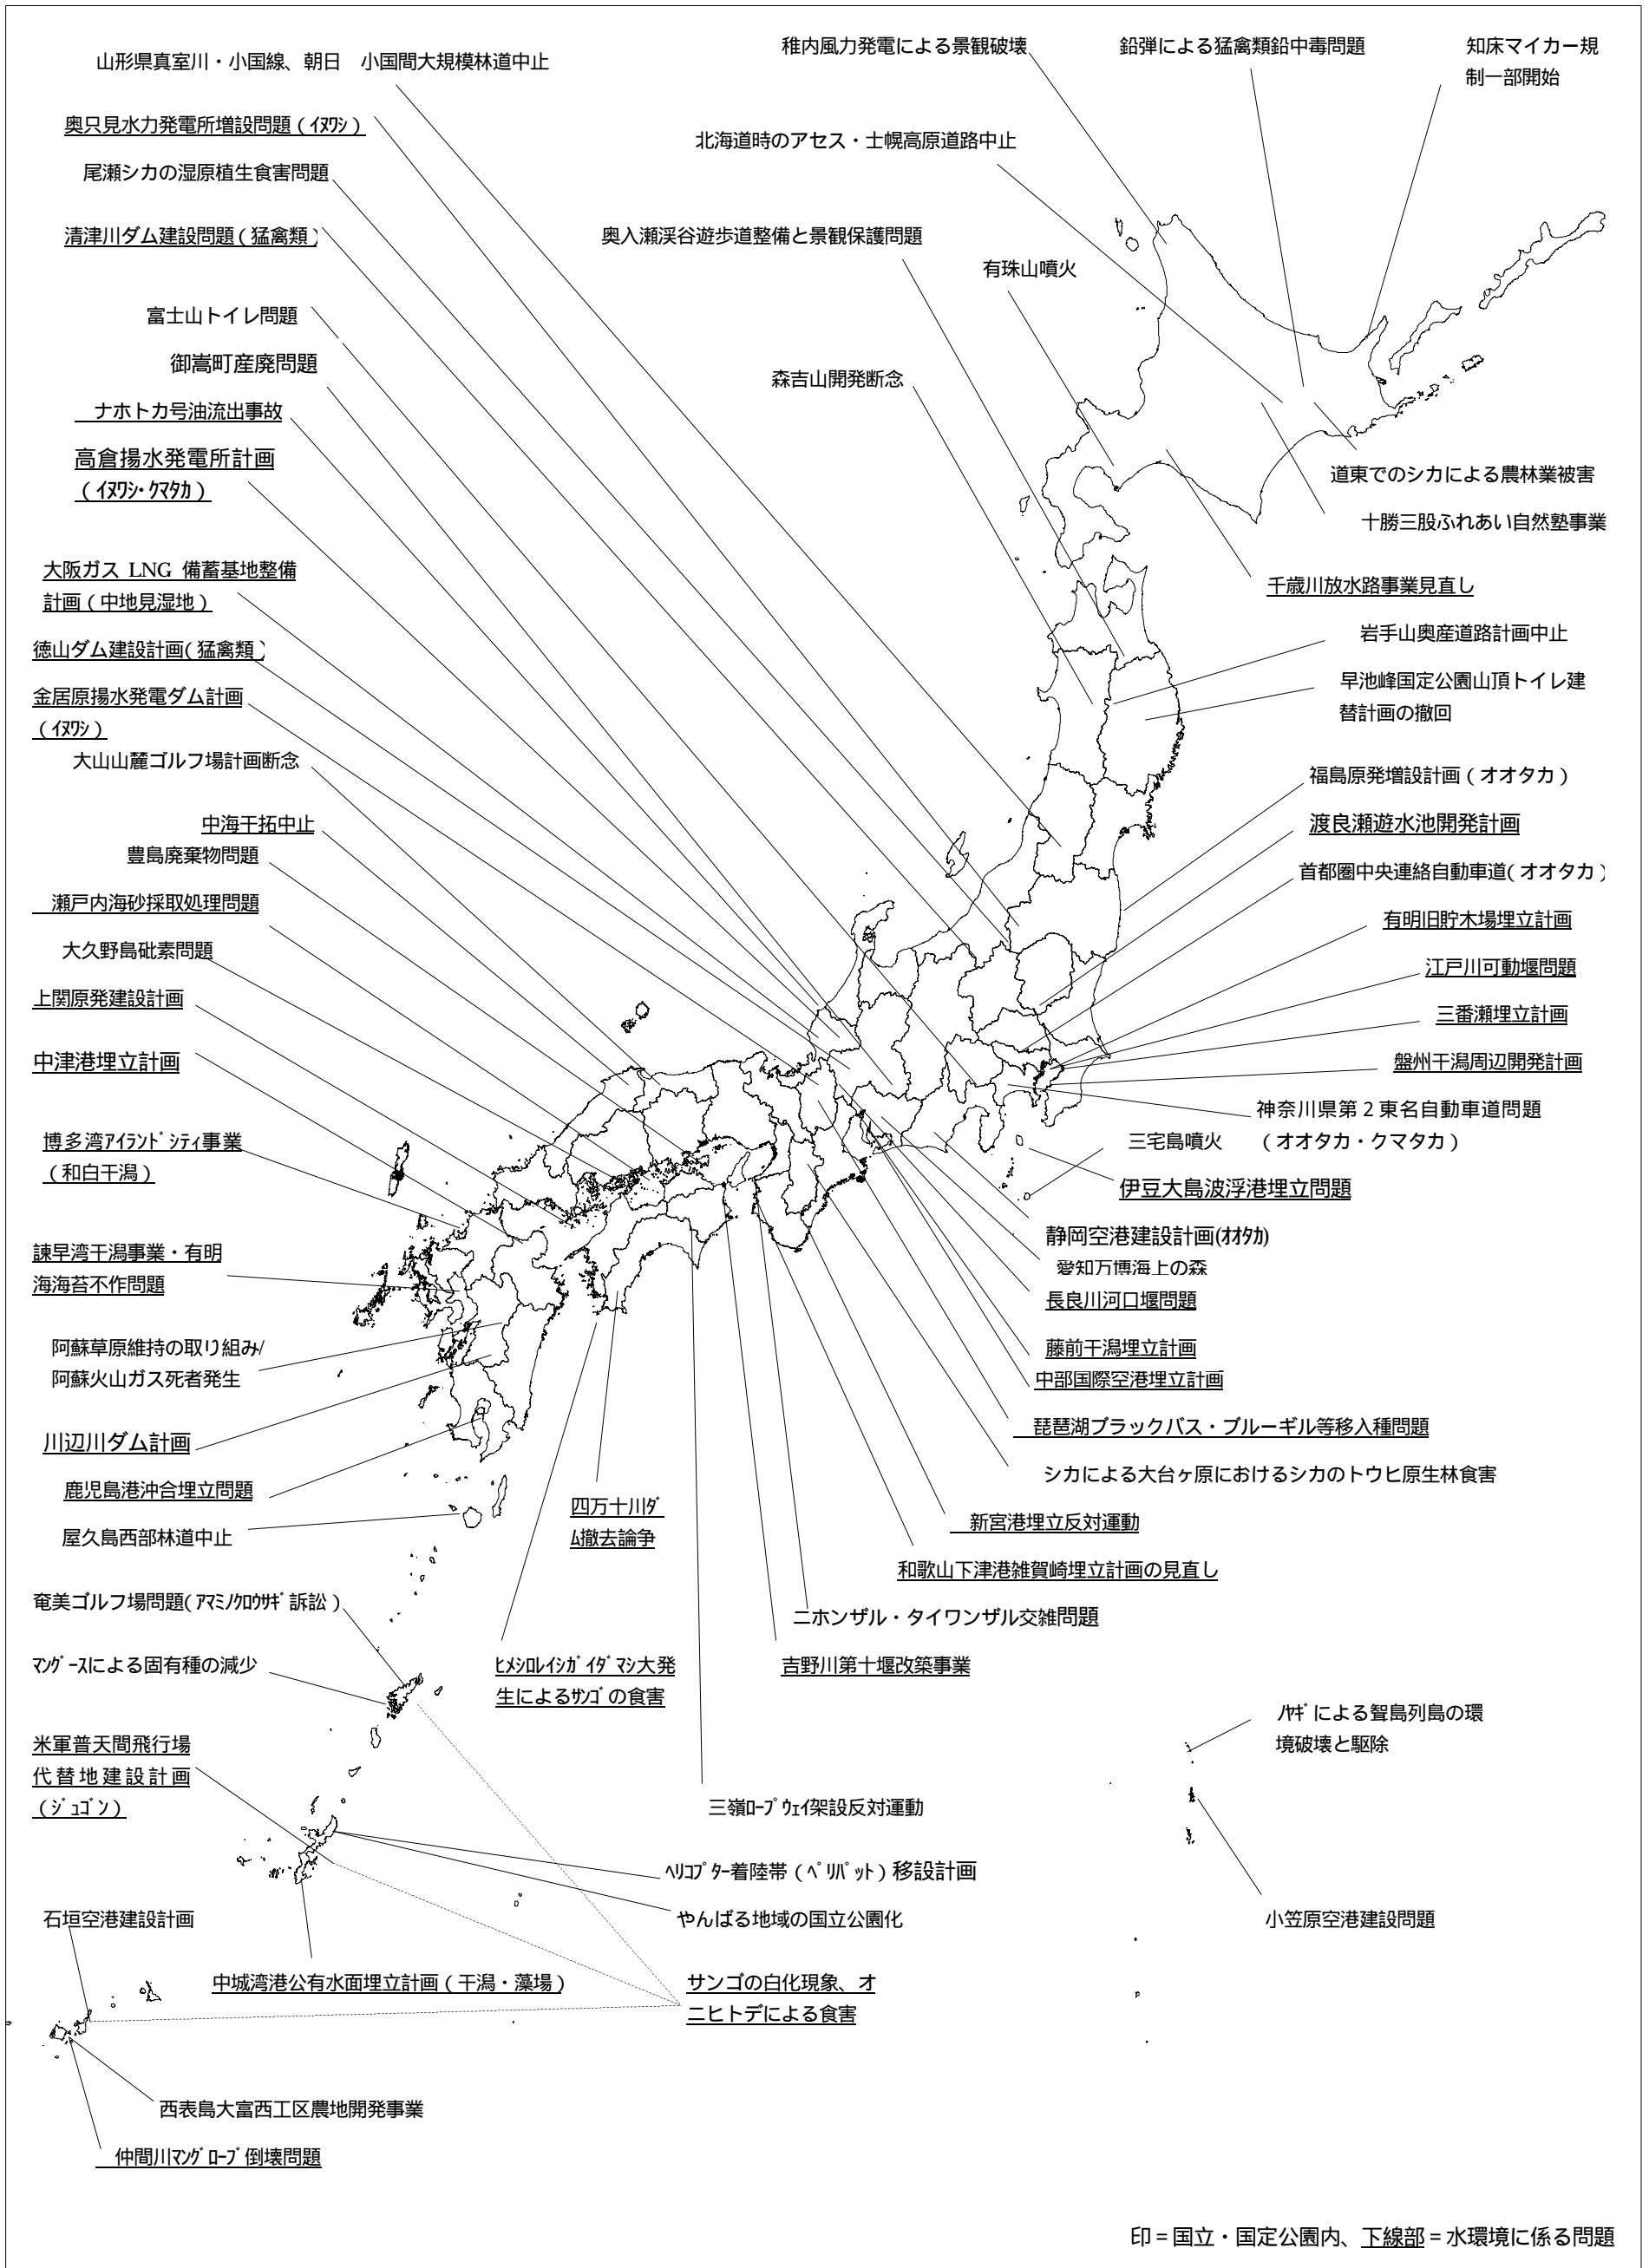 山形県真室川・小国線、朝日　小国間大規模林道中止
奥只見水力発電所増設問題（ｲﾇﾜｼ）
尾瀬シカの湿原植生食害問題
清津川ダム建設問題（猛禽類）
富士山トイレ問題
御嵩町産廃問題
ナホトカ号油流出事故
高倉揚水発電所計画
（ｲﾇﾜｼ・ｸﾏﾀｶ）
大阪ガス LNG 備蓄基地整備
計画（中地見湿地）
徳山ダム建設計画（猛禽類）
金居原揚水発電ダム計画
（ｲﾇﾜｼ）
大山山麓ゴルフ場計画断念
中海干拓中止
豊島廃棄物問題
瀬戸内海砂採取処理問題
大久野島砒素問題
上関原発建設計画
中津港埋立計画
博多湾ｱｲﾗﾝﾄﾞｼﾃｨ事業
（和白干潟）
諫早湾干潟事業・有明
海海苔不作問題
阿蘇草原維持の取り組み/
阿蘇火山ガス死者発生
川辺川ダム計画
鹿児島港沖合埋立問題
屋久島西部林道中止
奄美ゴルフ場問題（ｱﾏﾐﾉｸﾛｳｻｷﾞ訴訟）
ﾏﾝｸﾞｰｽによる固有種の減少
米軍普天間飛行場
代替地建設計画
（ｼﾞｭｺﾞﾝ）
石垣空港建設計画
中城湾港公有水面埋立計画（干潟・藻場）
西表島大富西工区農地開発事業
仲間川ﾏﾝｸﾞﾛｰﾌﾞ倒壊問題
稚内風力発電による景観破壊
鉛弾による猛禽類鉛中毒問題
知床マイカー規
制一部開始
北海道時のアセス・士幌高原道路中止
奥入瀬渓谷遊歩道整備と景観保護問題
有珠山噴火
森吉山開発断念
道東でのシカによる農林業被害
十勝三股ふれあい自然塾事業
千歳川放水路事業見直し
岩手山奥産道路計画中止
早池峰国定公園山頂トイレ建
替計画の撤回
福島原発増設計画（オオタカ）
渡良瀬遊水池開発計画
首都圏中央連絡自動車道（オオタカ）
有明旧貯木場埋立計画
江戸川可動堰問題
三番瀬埋立計画
盤州干潟周辺開発計画
神奈川県第２東名自動車道問題
（オオタカ・クマタカ）
三宅島噴火
伊豆大島波浮港埋立問題
静岡空港建設計画(ｵｵﾀｶ)
愛知万博海上の森
長良川河口堰問題
藤前干潟埋立計画
中部国際空港埋立計画
琵琶湖ブラックバス・ブルーギル等移入種問題
シカによる大台ヶ原におけるシカのトウヒ原生林食害
新宮港埋立反対運動
和歌山下津港雑賀崎埋立計画の見直し
ニホンザル・タイワンザル交雑問題
吉野川第十堰改築事業
四万十川ﾀﾞ
ﾑ撤去論争
ﾋﾒｼﾛﾚｲｼｶﾞｲﾀﾞﾏｼ大発
生によるｻﾝｺﾞの食害
三嶺ﾛｰﾌﾟｳｪｲ架設反対運動
ﾍﾘｺﾌﾟﾀｰ着陸帯（ﾍﾟﾘﾊﾟｯﾄ）移設計画
やんばる地域の国立公園化
サンゴの白化現象、オ
ニヒトデによる食害
ﾉﾔｷﾞによる聟島列島の環
境破壊と駆除
小笠原空港建設問題
印＝国立・国定公園内、下線部＝水環境に係る問題